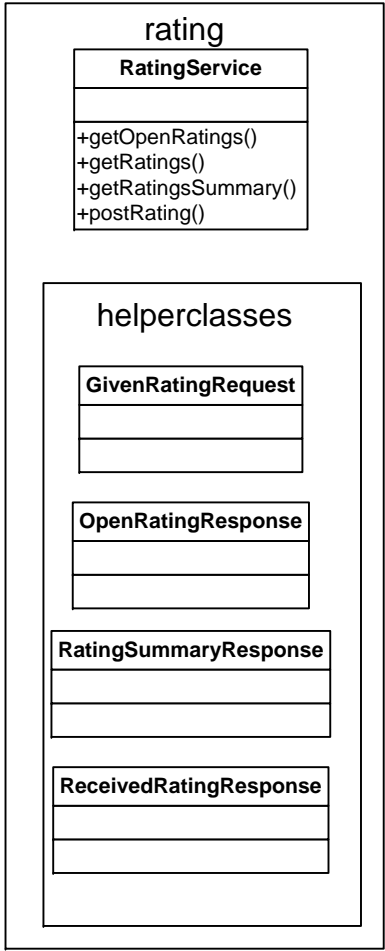 rating
RatingService
+getOpenRatings()
+getRatings()
+getRatingsSummary()
+postRating()
helperclasses
GivenRatingRequest
OpenRatingResponse
RatingSummaryResponse
ReceivedRatingResponse